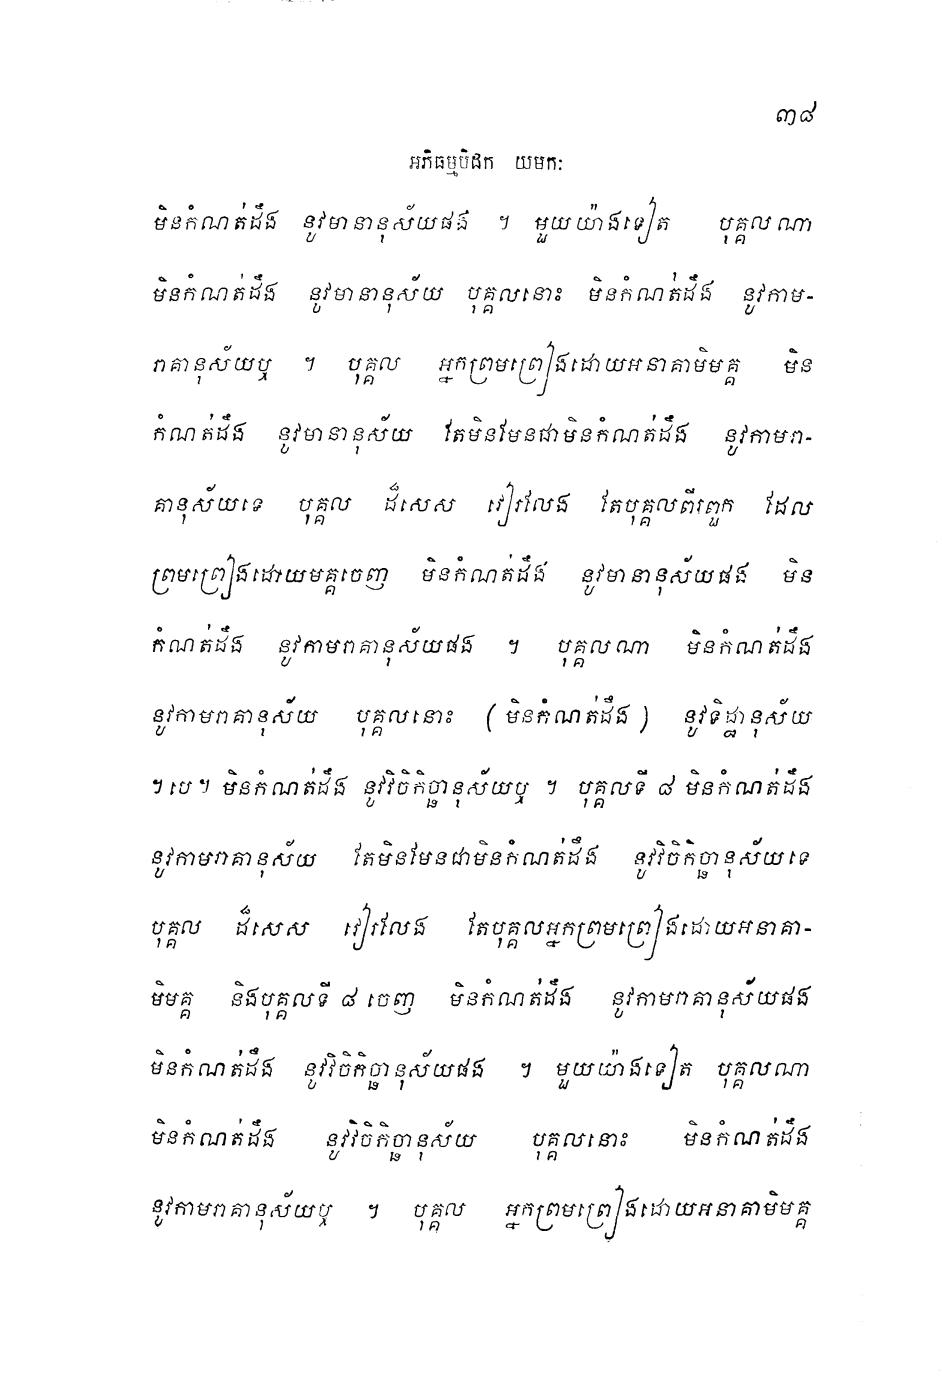 ៣៨
អភិធម្មបិដក យមកៈ
មិនកំណត់ដឹង នូវមានានុស័យផង ។ មួយយ៉ាងទៀត បុគ្គលណា
មិនកំណត់ដឹង នូវមានានុស័យ បុគ្គលនោះ មិនកំណត់ដឹង នូវកាម-
រាគានុស័យឬ ។ បុគ្គល អ្នកព្រមព្រៀងដោយអនាគាមិមគ្គ មិន
កំណត់ដឹង នូវមានានុស័យ តែមិនមែនជាមិនកំណត់ដឹង នូវកាមរា-
គានុស័យទេ បុគ្គល ដ៏សេស វៀរលែង តែបុគ្គលពីរពួក ដែល
ព្រមព្រៀងដោយមគ្គចេញ មិនកំណត់ដឹង នូវមានានុស័យផង មិន
កំណត់ដឹង នូវកាមរាគានុស័យផង ។ បុគ្គលណា មិនកំណត់ដឹង
នូវកាមរាគានុស័យ បុគ្គលនោះ (មិនកំណត់ដឹង) នូវទិដ្ឋានុស័យ
។ បេ។ មិនកំណត់ដឹង នូវវិចិកិច្ឆានុស័យឬ ។ បុគ្គលទី ៨ មិនកំណត់ដឹង
នូវកាមរាគានុស័យ តែមិនមែនជាមិនកំណត់ដឹង នូវវិចិកិច្ឆានុស័យទេ
បុគ្គល ដ៏សេស វៀរលែង តែបុគ្គលអ្នកព្រមព្រៀងដោយអនាគា-
មិមគ្គ និងបុគ្គលទី ៨ ចេញ មិនកំណត់ដឹង នូវកាមរាគានុស័យផង
មិនកំណត់ដឹង នូវវិចិកិច្ឆានុស័យផង ។ មួយយ៉ាងទៀត បុគ្គលណា
មិនកំណត់ដឹង នូវវិចិកិច្ឆានុស័យ បុគ្គលនោះ មិនកំណត់ដឹង
នូវកាមរាគានុស័យឬ ។ បុគ្គល អ្នកព្រមព្រៀងដោយអនាគាមិមគ្គ